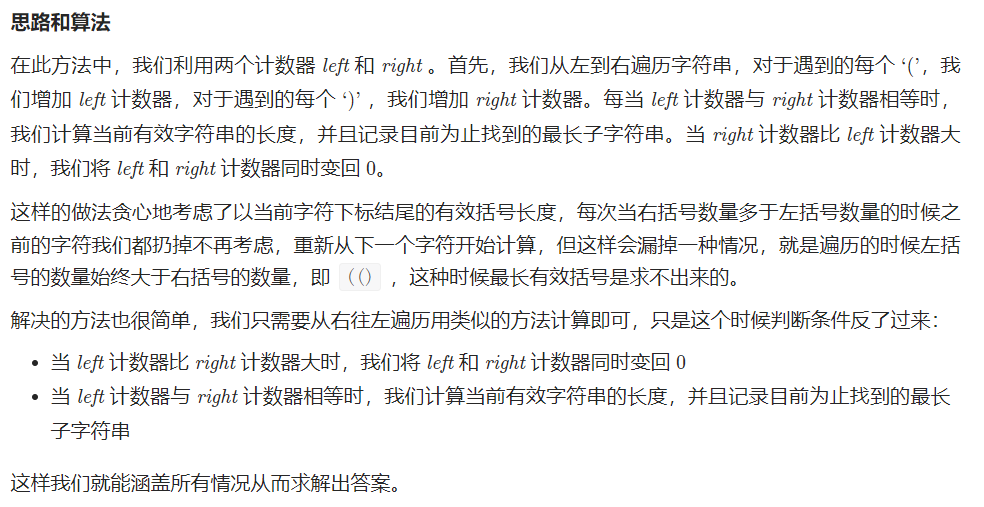 思路和算法
在此方法中，我们利用两个计数器 left 和 right 。首先，我们从左到右遍历字符串，对于遇到的每个 ‘(’，我
们增加 left 计数器，对于遇到的每个 ‘)’ ，我们增加 right 计数器。每当 left 计数器与 right 计数器相等时，
我们计算当前有效字符串的长度，并且记录目前为止找到的最长子字符串。当 right 计数器比 left 计数器大
时，我们将 left 和 right 计数器同时变回 0。
这样的做法贪心地考虑了以当前字符下标结尾的有效括号长度，每次当右括号数量多于左括号数量的时候之
前的字符我们都扔掉不再考虑，重新从下一个字符开始计算，但这样会漏掉一种情况，就是遍历的时候左括
号的数量始终大于右括号的数量，即 (() ，这种时候最长有效括号是求不出来的。
解决的方法也很简单，我们只需要从右往左遍历用类似的方法计算即可，只是这个时候判断条件反了过来：
• 当 left 计数器比 right 计数器大时，我们将 left 和 right 计数器同时变回 0
• 当 left 计数器与 right 计数器相等时，我们计算当前有效字符串的长度，并且记录目前为止找到的最长
子字符串
这样我们就能涵盖所有情况从而求解出答案。